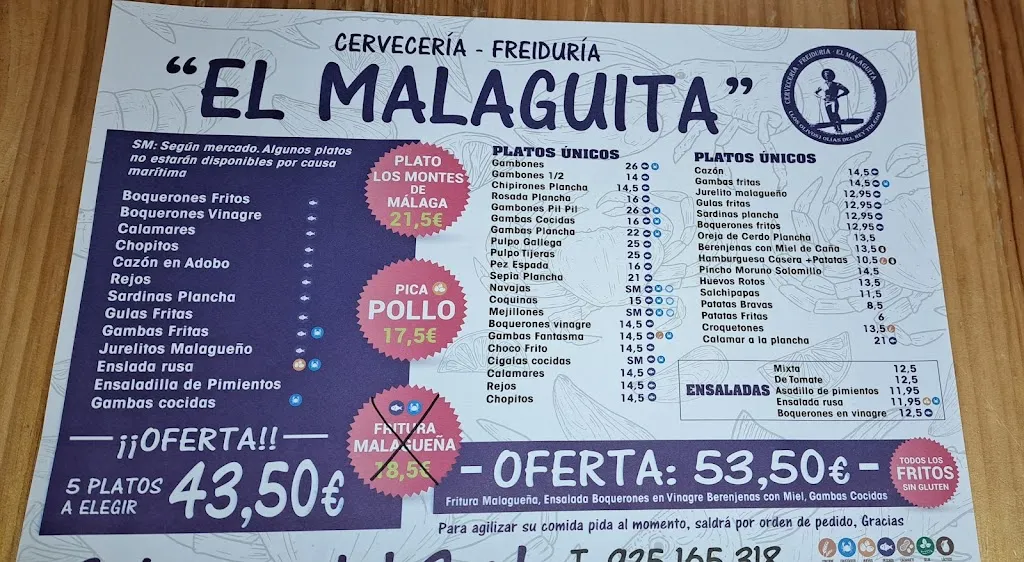 CERVECERÍA - FREIDURÍA
"EL MALAGUITA"
CERVECERÍA - FREIDURÍA - EL MALAGUITA
SM: Según mercado. Algunos platos
no estarán disponibles por causa
marítima
Boquerones Fritos
Boquerones Vinagre
Calamares
Chopitos
Cazón en Adobo
Rejos
Sardinas Plancha
Gulas Fritas
Gambas Fritas
Jurelitos Malagueño
Enslada rusa
Ensaladilla de Pimientos
Gambas cocidas
¡¡OFERTA!!
5 PLATOS
A ELEGIR
43,50€
PLATO
LOS MONTES
DE
MÁLAGA
21,5€
PICA
POLLO
17,5€
FRITURA
MALAGUEÑA
18,5€
PLATOS ÚNICOS
Gambones 26
Gambones 1/2 14
Chipirones Plancha 14,5
Rosada Plancha 16
Gambones Pil Pil 26
Gambas Cocidas 16
Gambas Plancha 22
Pulpo Gallega 25
Pulpo Tijeras 25
Pez Espada 16
Sepia Plancha 21
Navajas SM
Coquinas 15
Mejillones SM
Boquerones vinagre 14,5
Gambas Fantasma 14,5
Choco Frito 14,5
Cigalas cocidas SM
Calamares 14,5
Rejos 14,5
Chopitos 14,5
PLATOS ÚNICOS
Cazón 14,5
Gambas fritas 14,5
Jurelito malagueño 12,95
Gulas fritas 12,95
Sardinas plancha 12,95
Boquerones fritos 12,95
Oreja de Cerdo Plancha 13,5
Berenjenas con Miel de Caña 13,5
Hamburguesa Casera +Patatas 10,5
Pincho Moruno Solomillo 14,5
Huevos Rotos 13,5
Salchipapas 11,5
Patatas Bravas 8,5
Patatas Fritas 6
Croquetones 13,5
Calamar a la plancha 21
ENSALADAS
Mixta 12,5
De Tomate 12,5
Asadillo de pimientos 11,95
Ensalada rusa 11,95
Boquerones en vinagre 12,5
- OFERTA: 53,50€ -
Fritura Malagueña, Ensalada Boquerones en Vinagre Berenjenas con Miel, Gambas Cocidas
TODOS LOS
FRITOS
SIN GLUTEN
Para agilizar su comida pida al momento, saldrá por orden de pedido, Gracias
T. 925 165 318